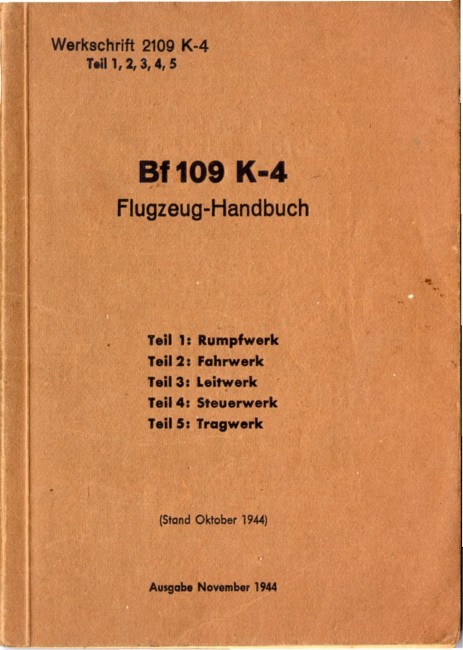 Werkschrift 2109 K-4
Teil 1, 2, 3, 4, 5
Bf 109 K-4
Flugzeug-Handbuch
Teil 1: Rumpfwerk
Teil 2: Fahrwerk
Teil 3: Leitwerk
Teil 4: Steuerwerk
Teil 5: Tragwerk
(Stand Oktober 1944)
Ausgabe November 1944